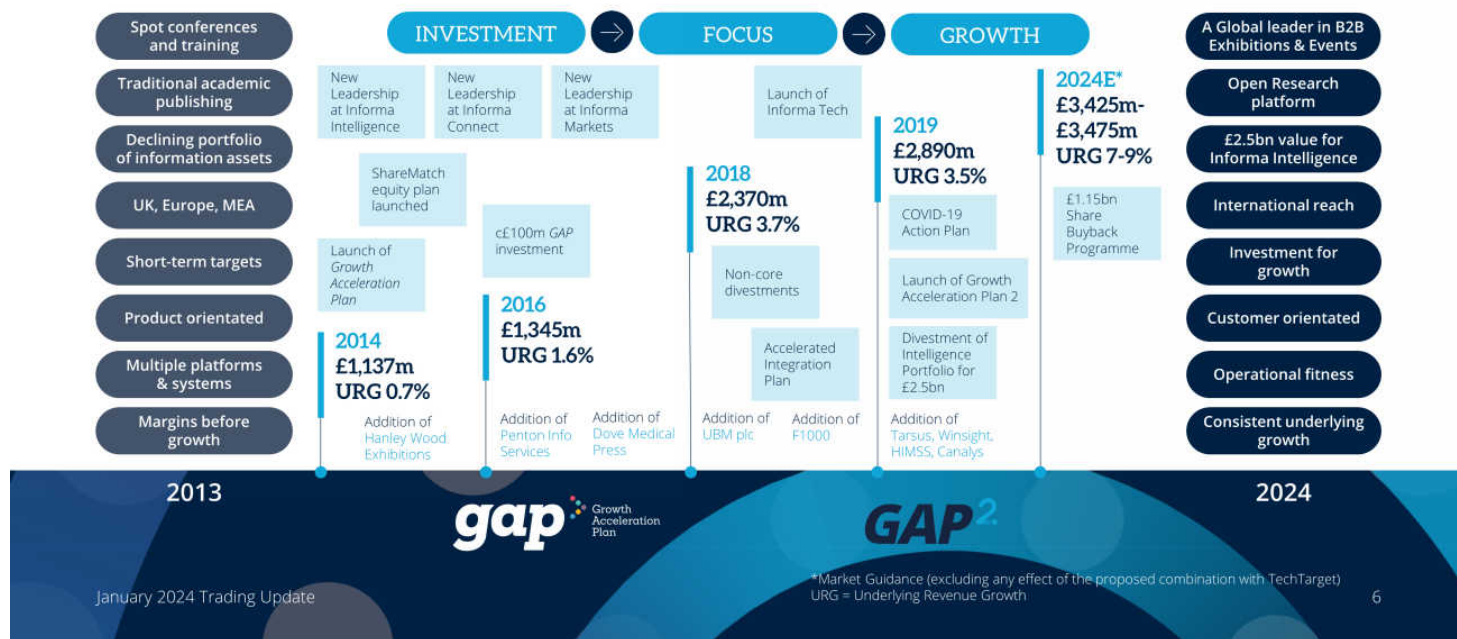 Spot conferences
and training
Traditional academic
publishing
Declining portfolio
of information assets
UK, Europe, MEA
Short-term targets
Product orientated
Multiple platforms
& systems
Margins before
growth
INVESTMENT
FOCUS
GROWTH
New
Leadership
at Informa
Intelligence
New
Leadership
at Informa
Connect
New
Leadership
at Informa
Markets
Launch of
Informa Tech
ShareMatch
equity plan
launched
Launch of
Growth
Acceleration
Plan
c£100m GAP
investment
2014
£1,137m
URG 0.7%
Addition of
Hanley Wood
Exhibitions
2016
£1,345m
URG 1.6%
Addition of
Penton Info
Services
Addition of
Dove Medical
Press
2018
£2,370m
URG 3.7%
Non-core
divestments
Accelerated
Integration
Plan
Addition of
UBM plc
Addition of
F1000
2019
£2,890m
URG 3.5%
COVID-19
Action Plan
Launch of Growth
Acceleration Plan 2
Divestment of
Intelligence
Portfolio for
£2.5bn
Addition of
Tarsus, Winsight,
HIMSS, Canalys
2024E*
£3,425m-
£3,475m
URG 7-9%
£1.15bn
Share
Buyback
Programme
A Global leader in B2B
Exhibitions & Events
Open Research
platform
£2.5bn value for
Informa Intelligence
International reach
Investment for
growth
Customer orientated
Operational fitness
Consistent underlying
growth
2013
gap
Growth
Acceleration
Plan
GAP 2.
2024
January 2024 Trading Update
*Market Guidance (excluding any effect of the proposed combination with TechTarget)
URG = Underlying Revenue Growth
6